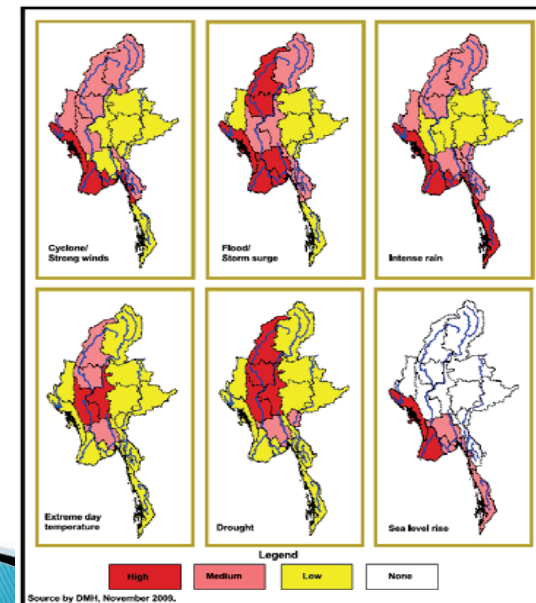 Cyclone/
Strong winds
Flood/
Storm surge
Intense rain
Extreme day
temperature
Drought
Sea level rise
Legend
High
Medium
Low
None
Source by DMH, November 2009.